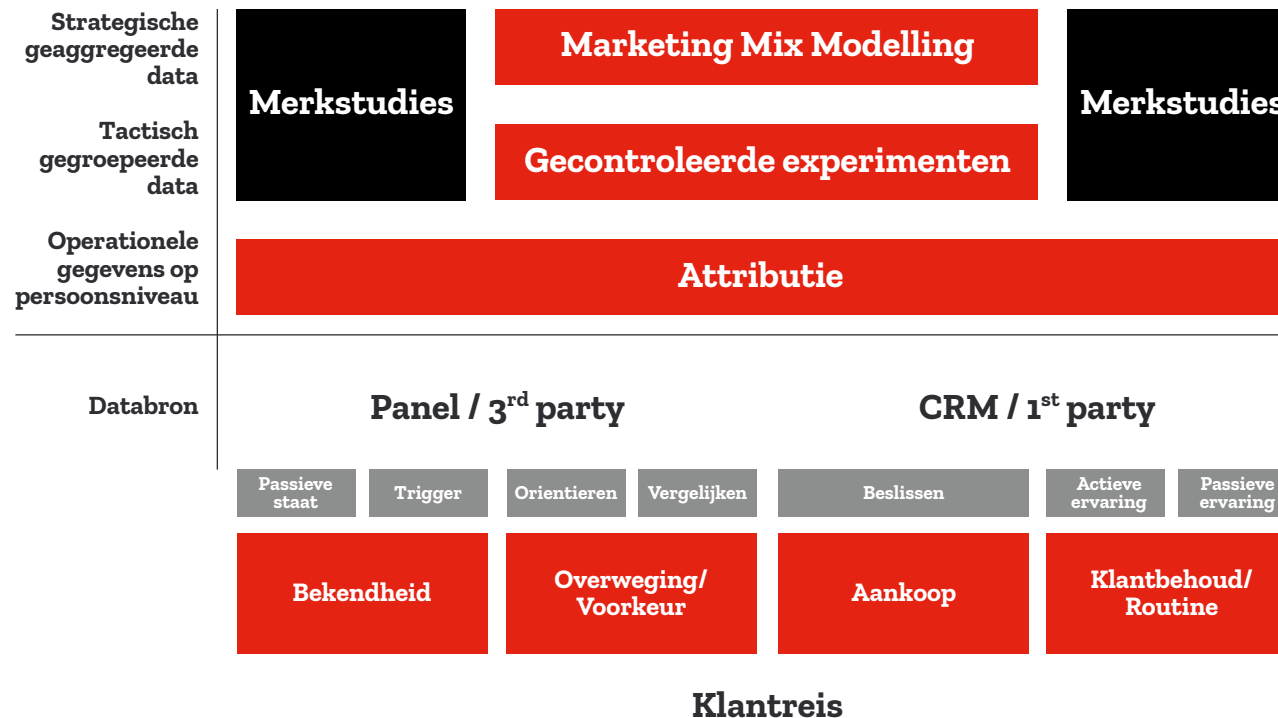 Strategische
geaggregeerde
data
Merkstudies
Marketing Mix Modelling
Merkstudies
Tactisch
gegroepeerde
data
Gecontroleerde experimenten
Operationele
gegevens op
persoonsniveau
Attributie
Databron
Panel / 3rd party
CRM / 1st party
Passieve
staat
Trigger
Orientieren
Vergelijken
Beslissen
Actieve
ervaring
Passieve
ervaring
Bekendheid
Overweging/
Voorkeur
Aankoop
Klantbehoud/
Routine
Klantreis